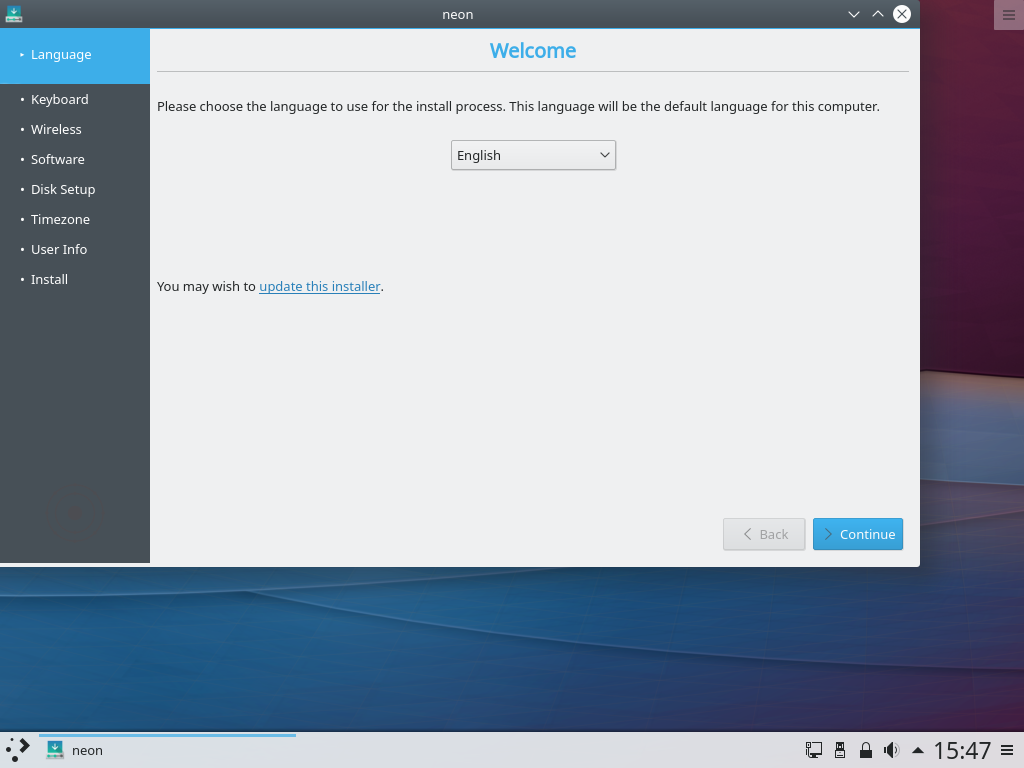 neon
Language
Keyboard
Wireless
Software
Disk Setup
Timezone
User Info
Install
Welcome
Please choose the language to use for the install process. This language will be the default language for this computer.
English
You may wish to update this installer.
Back
Continue
neon
15:47